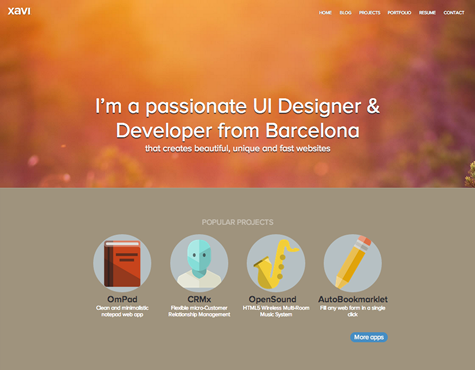 xavi
HOME BLOG PROJECTS PORTFOLIO RESUME CONTACT
I'm a passionate UI Designer &
Developer from Barcelona
that creates beautiful, unique and fast websites
POPULAR PROJECTS
OmPad
Clean and minimalistic
notepad web app
CRMx
Flexible micro-Customer
Relationship Management
OpenSound
HTML5 Wireless Multi-Room
Music System
AutoBookmarklet
Fill any web form in a single
click
More apps